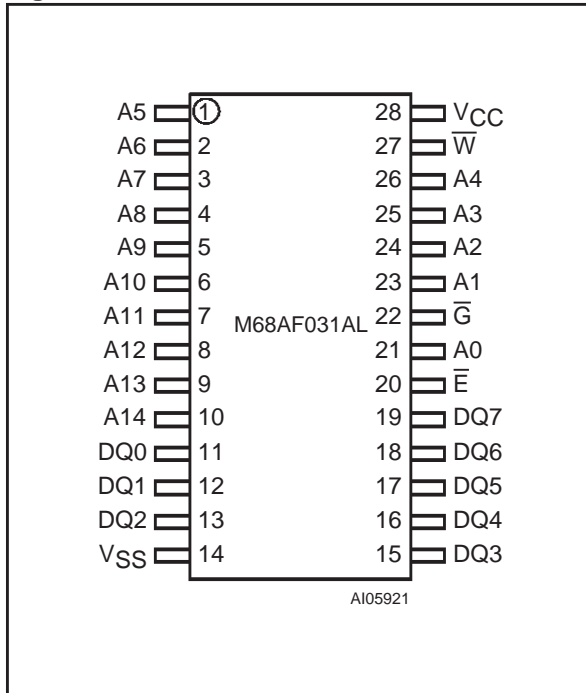 A5 1 28 VCC
A6 2 27 W̅
A7 3 26 A4
A8 4 25 A3
A9 5 24 A2
A10 6 23 A1
A11 7 M68AF031AL 22 G̅
A12 8 21 A0
A13 9 20 E̅
A14 10 19 DQ7
DQ0 11 18 DQ6
DQ1 12 17 DQ5
DQ2 13 16 DQ4
VSS 14 15 DQ3
AI05921